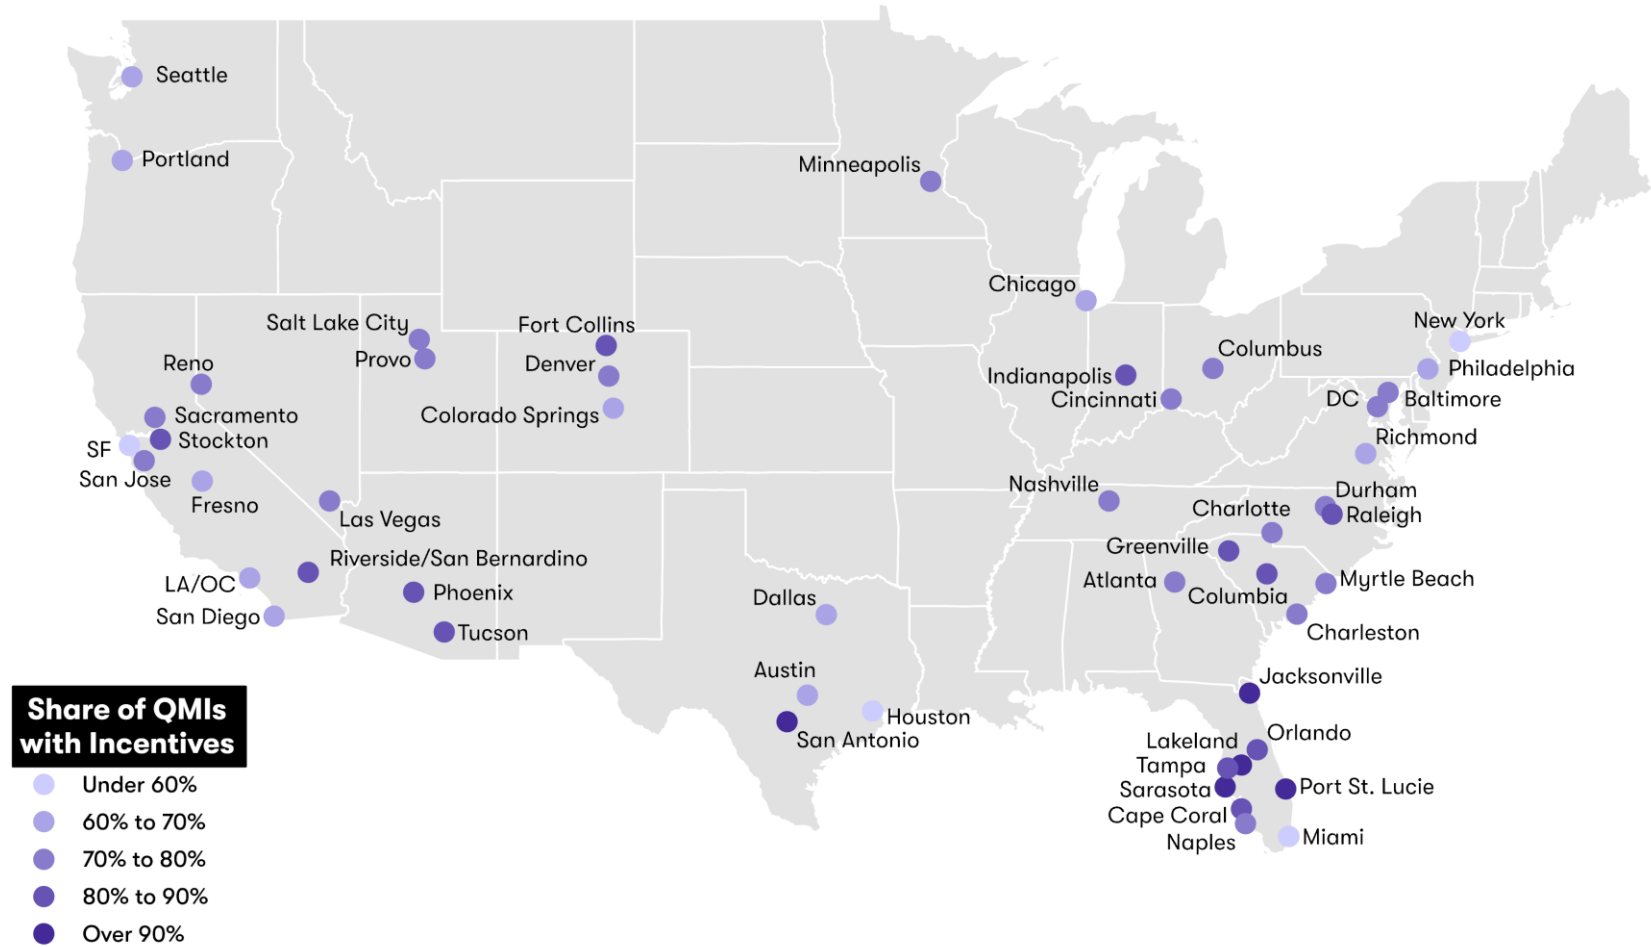 Seattle
Portland
Minneapolis
Chicago
Salt Lake City
Fort Collins
New York
Reno
Provo
Denver
Columbus
Philadelphia
Indianapolis
Cincinnati
DC
Baltimore
Colorado Springs
Sacramento
Stockton
SF
San Jose
Richmond
Fresno
Nashville
Durham
Las Vegas
Charlotte
Raleigh
Riverside/San Bernardino
Greenville
LA/OC
Phoenix
Atlanta
Columbia
Myrtle Beach
San Diego
Tucson
Dallas
Charleston
Austin
Jacksonville
Houston
San Antonio
Lakeland
Orlando
Tampa
Sarasota
Port St. Lucie
Cape Coral
Naples
Miami
Share of QMIs
with Incentives
Under 60%
60% to 70%
70% to 80%
80% to 90%
Over 90%